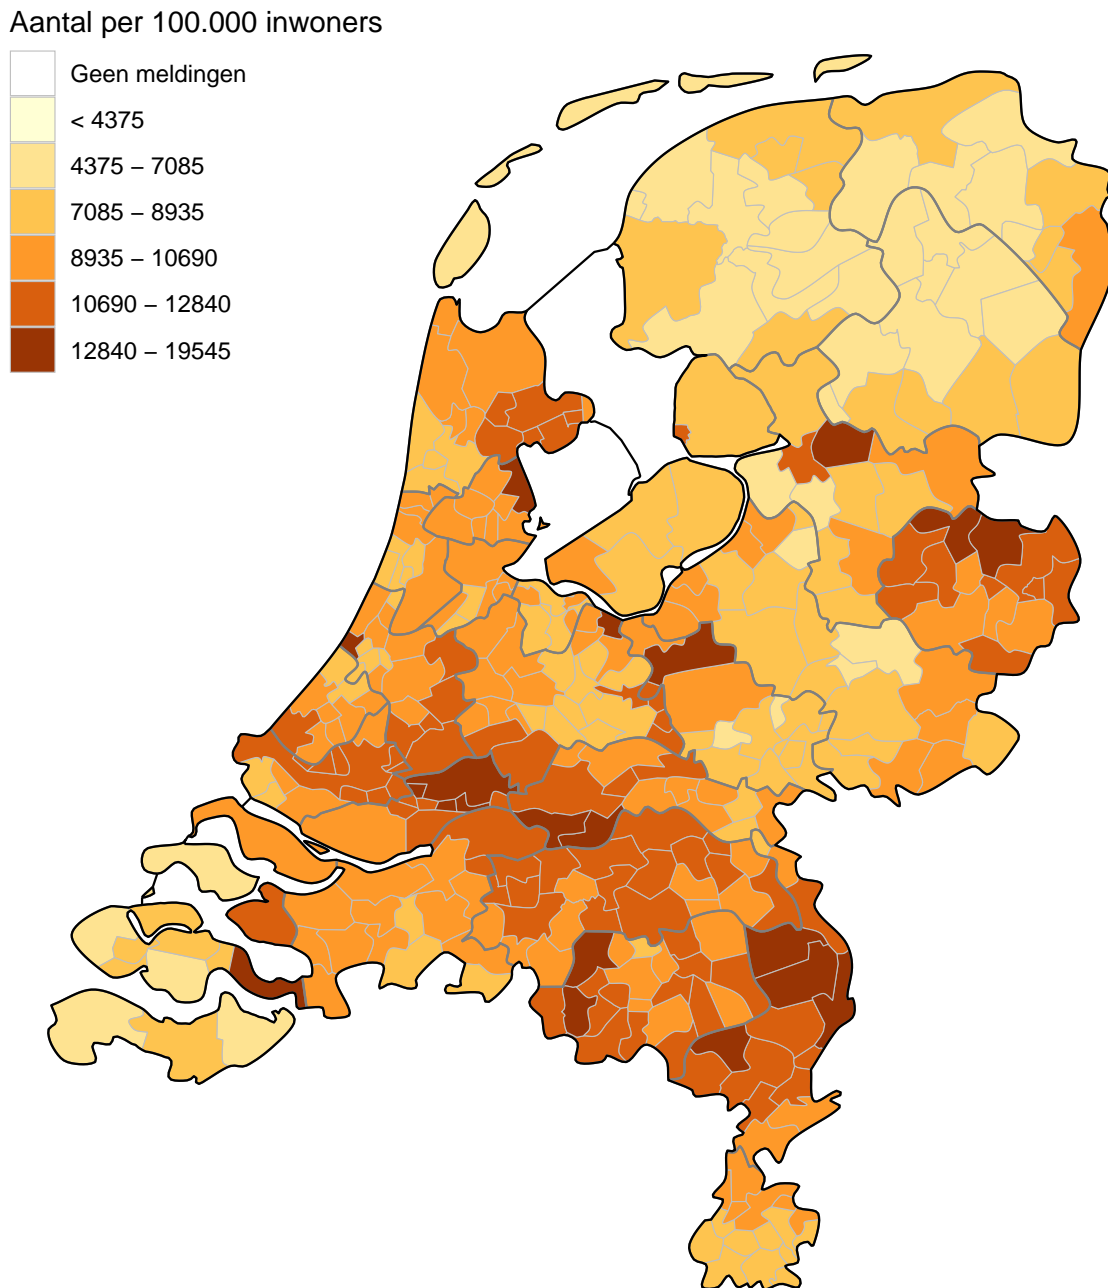 Aantal per 100.000 inwoners
Geen meldingen
< 4375
4375 – 7085
7085 – 8935
8935 – 10690
10690 – 12840
12840 – 19545